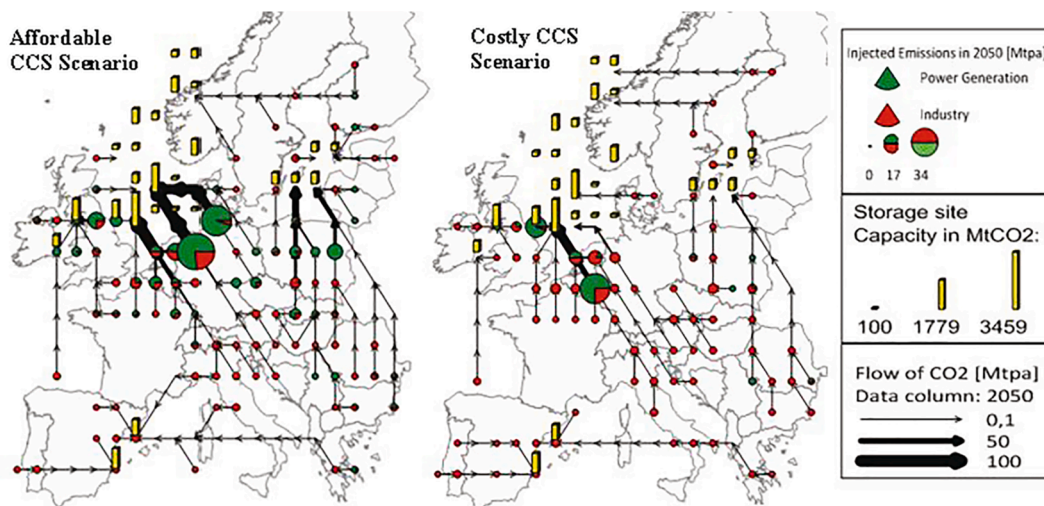 Affordable
CCS Scenario
Costly CCS
Scenario
Injected Emissions in 2050 [Mtpa]
Power Generation
Industry
0 17 34
Storage site
Capacity in MtCO2:
100 1779 3459
Flow of CO2 [Mtpa]
Data column: 2050
0,1
50
100